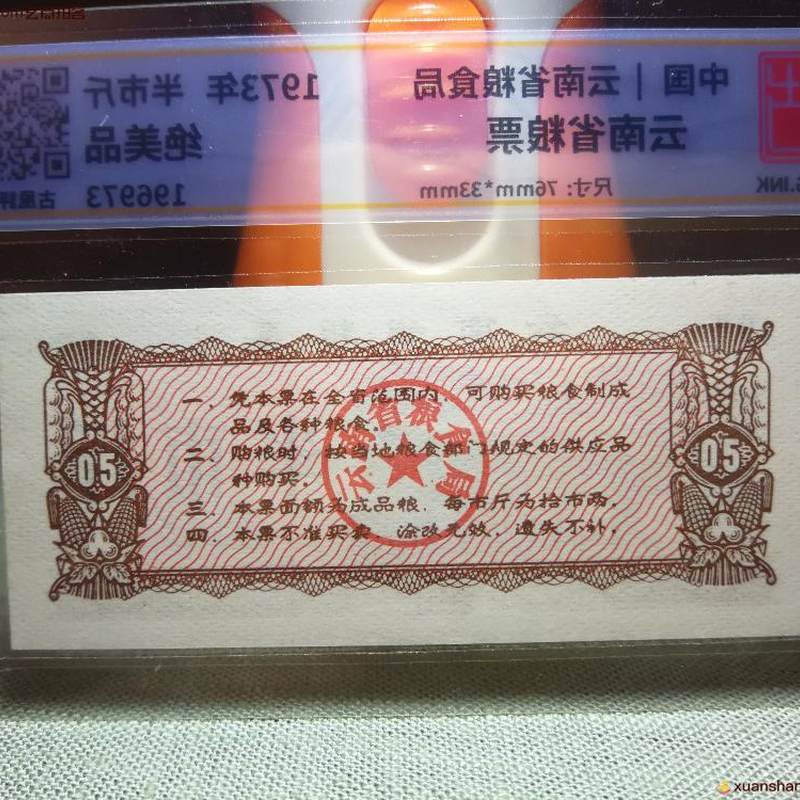 中国｜云南省粮食局 1973年 半市斤
云南省粮票 绝美品
尺寸: 76mm*33mm 196973
一、凭本票在全省范围内，可购买粮食制成
品及各种粮食。
二、购粮时，按当地粮食部门规定的供应品
种购买。
三、本票面额为成品粮，每市斤为拾市两。
四、本票不准买卖，涂改无效，遗失不补。
云南省粮食局
0.5
0.5
xuanshan